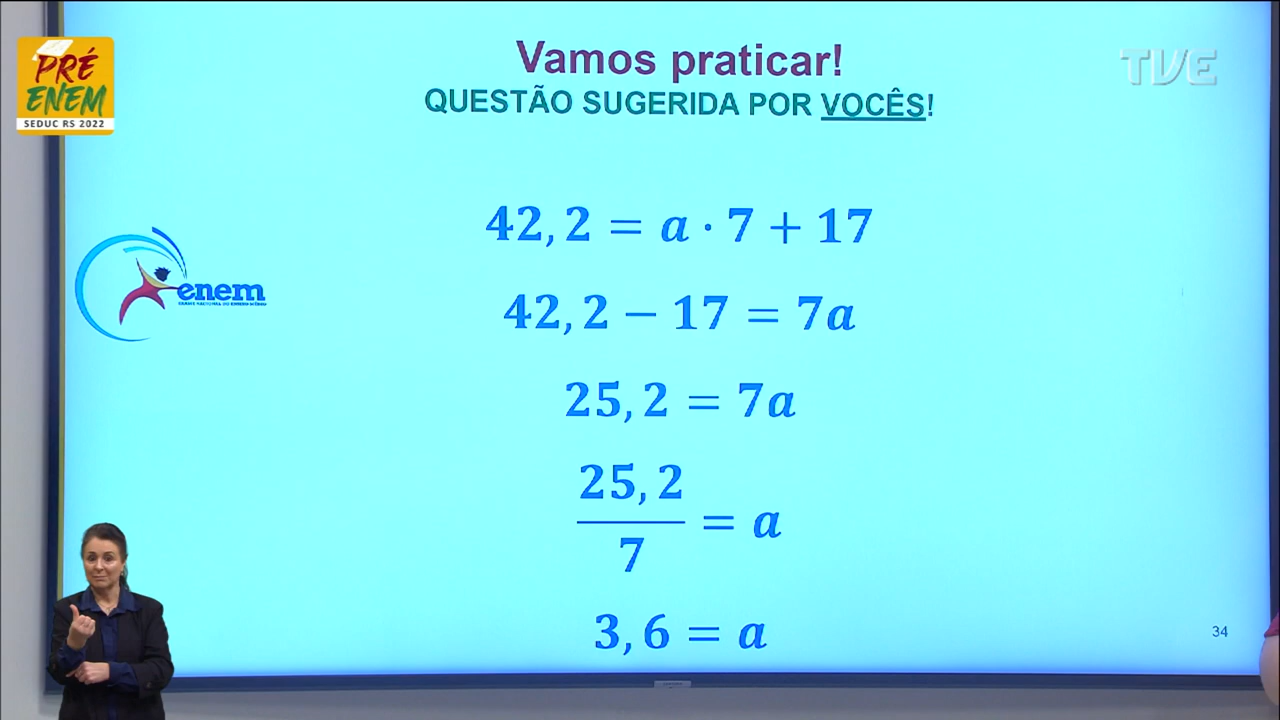 PRÉ
ENEM
SEDUC RS 2022
TVE
Vamos praticar!
QUESTÃO SUGERIDA POR VOCÊS!
42,2 = a · 7 + 17
enem
42,2 − 17 = 7a
25,2 = 7a
25,2
7
= a
3,6 = a
34